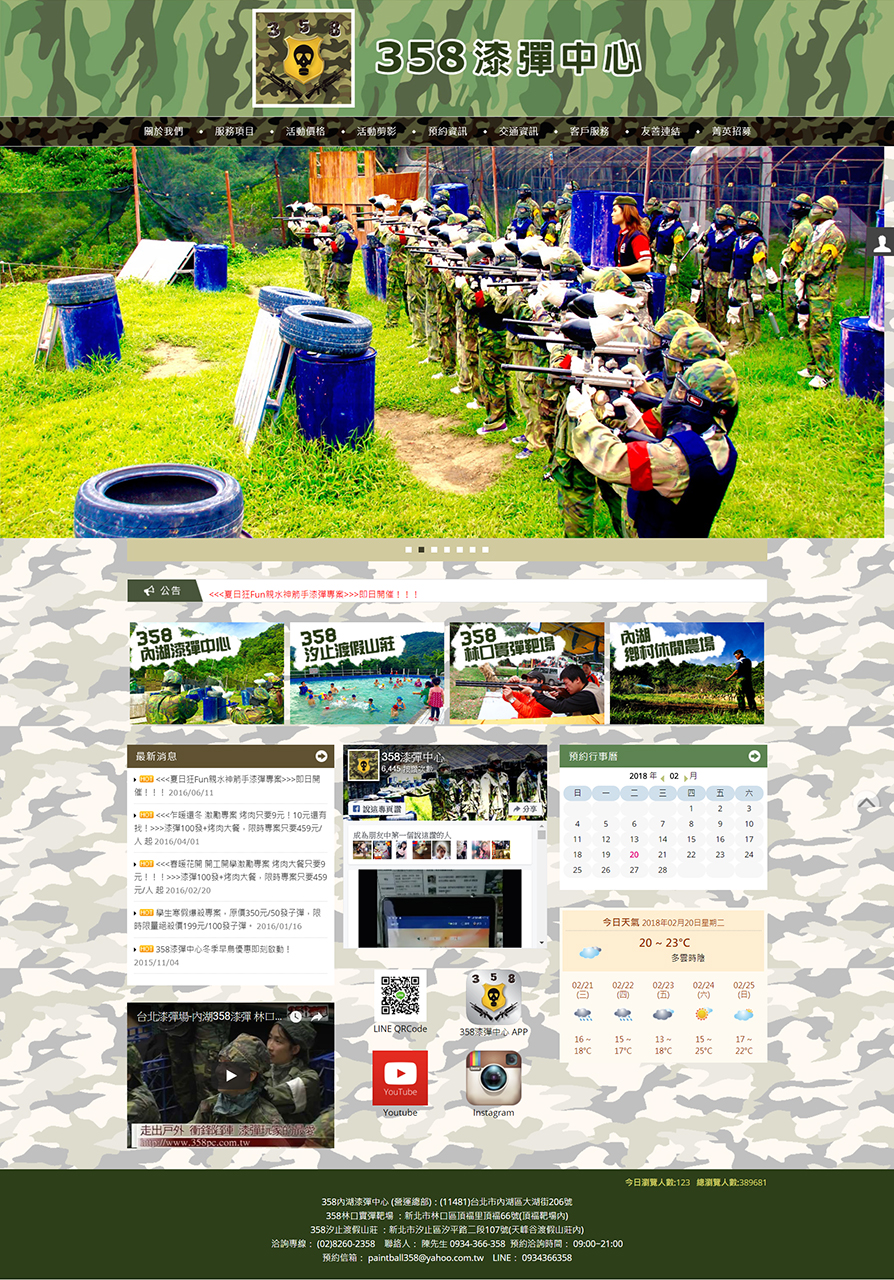 358
358漆彈中心
關於我們 服務項目 活動價格 活動剪影 預約資訊 交通資訊 客戶服務 友善連結 菁英招募
公告
<<<夏日狂Fun親水神箭手漆彈專案>>>即日開催！！！
358
內湖漆彈中心
358
汐止渡假山莊
358
林口實彈靶場
內湖
鄉村休閒農場
最新消息
HOT <<<夏日狂Fun親水神箭手漆彈專案>>>即日開
催！！！ 2016/06/11
HOT <<<乍暖還冬 激勵專案 烤肉只要9元！10元還有
找！>>>漆彈100發+烤肉大餐，限時專案只要459元/
人 起 2016/04/01
HOT <<<春暖花開 開工開學激勵專案 烤肉大餐只要9
元！！！>>>漆彈100發+烤肉大餐，限時專案只要459
元/人 起 2016/02/20
HOT 學生寒假爆殺專案，原價350元/50發子彈，限
時限量絕殺價199元/100發子彈。 2016/01/16
HOT 358漆彈中心冬季早鳥優惠即刻啟動！
2015/11/04
台北漆彈場-內湖358漆彈 林口...
走出戶外 衝鋒陷陣 漆彈玩家的最愛
http://www.358pc.com.tw
358漆彈中心
6,445 按讚次數
說這專頁讚
分享
成為朋友中第一個說這讚的人
LINE QRCode
358
358漆彈中心 APP
YouTube
Youtube
Instagram
預約行事曆
2018 年 02 月
日 一 二 三 四 五 六
1 2 3
4 5 6 7 8 9 10
11 12 13 14 15 16 17
18 19 20 21 22 23 24
25 26 27 28
今日天氣 2018年02月20日星期二
20 ~ 23°C
多雲時陰
02/21 02/22 02/23 02/24 02/25
(三) (四) (五) (六) (日)
16 ~ 15 ~ 13 ~ 15 ~ 17 ~
18°C 17°C 18°C 25°C 22°C
今日瀏覽人數:123 總瀏覽人數:389681
358內湖漆彈中心 (營運總部)：(11481)台北市內湖區大湖街206號
358林口實彈靶場 ：新北市林口區頂福里頂福66號(頂福靶場內)
358汐止渡假山莊 ：新北市汐止區汐平路二段107號(天峰谷渡假山莊內)
洽詢專線： (02)8260-2358 聯絡人： 陳先生 0934-366-358 預約洽詢時間： 09:00~21:00
預約信箱： paintball358@yahoo.com.tw LINE： 0934366358